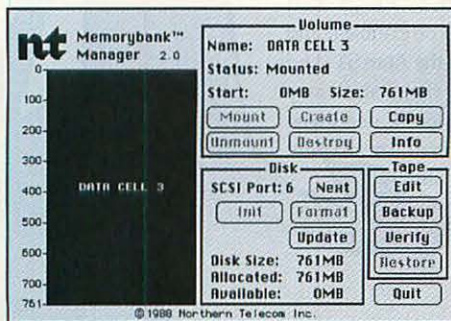 nt Memorybank™
Manager 2.0
0
100
200
300
400
500
600
700
761
DATA CELL 3
Volume
Name: DATA CELL 3
Status: Mounted
Start: 0MB Size: 761MB
Mount Create Copy
Unmount Destroy Info
Disk
SCSI Port: 6 Next
Init Format
Update
Disk Size: 761MB
Allocated: 761MB
Available: 0MB
Tape
Edit
Backup
Verify
Restore
Quit
©1988 Northern Telecom Inc.